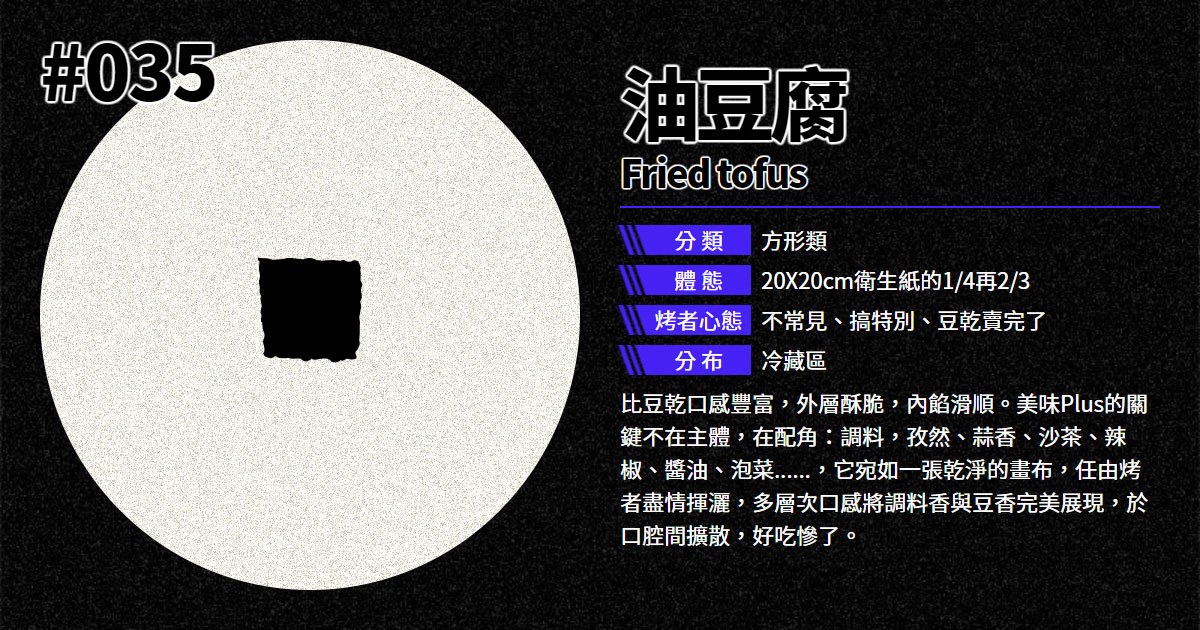 #035
油豆腐
Fried tofus
分類 方形類
體態 20X20cm衛生紙的1/4再2/3
烤者心態 不常見、搞特別、豆乾賣完了
分布 冷藏區
比豆乾口感豐富，外層酥脆，內餡滑順。美味Plus的關
鍵不在主體，在配角：調料，孜然、蒜香、沙茶、辣
椒、醬油、泡菜......，它宛如一張乾淨的畫布，任由烤
者盡情揮灑，多層次口感將調料香與豆香完美展現，於
口腔間擴散，好吃慘了。